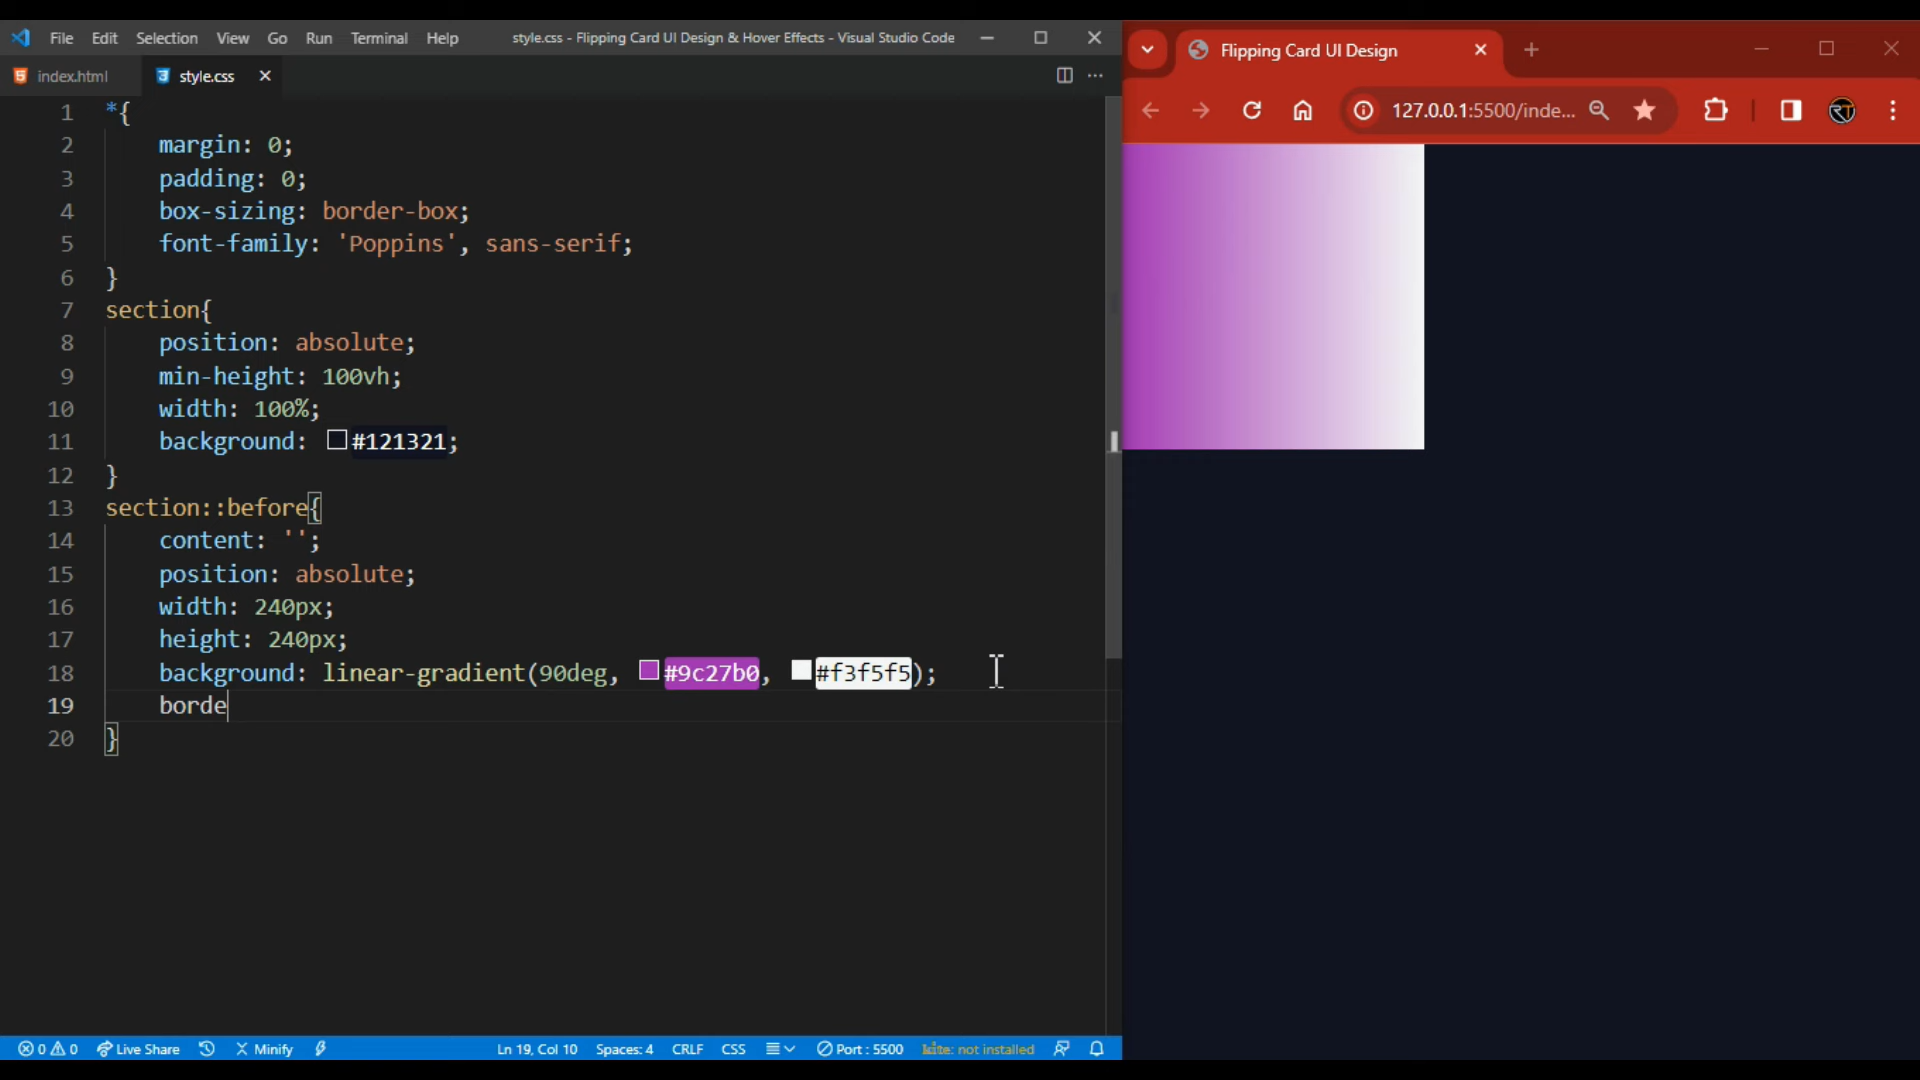 File Edit Selection View Go Run Terminal Help style.css - Flipping Card UI Design & Hover Effects - Visual Studio Code
index.html style.css
1 *{
2 margin: 0;
3 padding: 0;
4 box-sizing: border-box;
5 font-family: 'Poppins', sans-serif;
6 }
7 section{
8 position: absolute;
9 min-height: 100vh;
10 width: 100%;
11 background: #121321;
12 }
13 section::before{
14 content: '';
15 position: absolute;
16 width: 240px;
17 height: 240px;
18 background: linear-gradient(90deg, #9c27b0, #f3f5f5);
19 borde
20 }
0 0 Live Share Minify Ln 19, Col 10 Spaces: 4 CRLF CSS Port : 5500 kite: not installed
Flipping Card UI Design
127.0.0.1:5500/inde...
RT